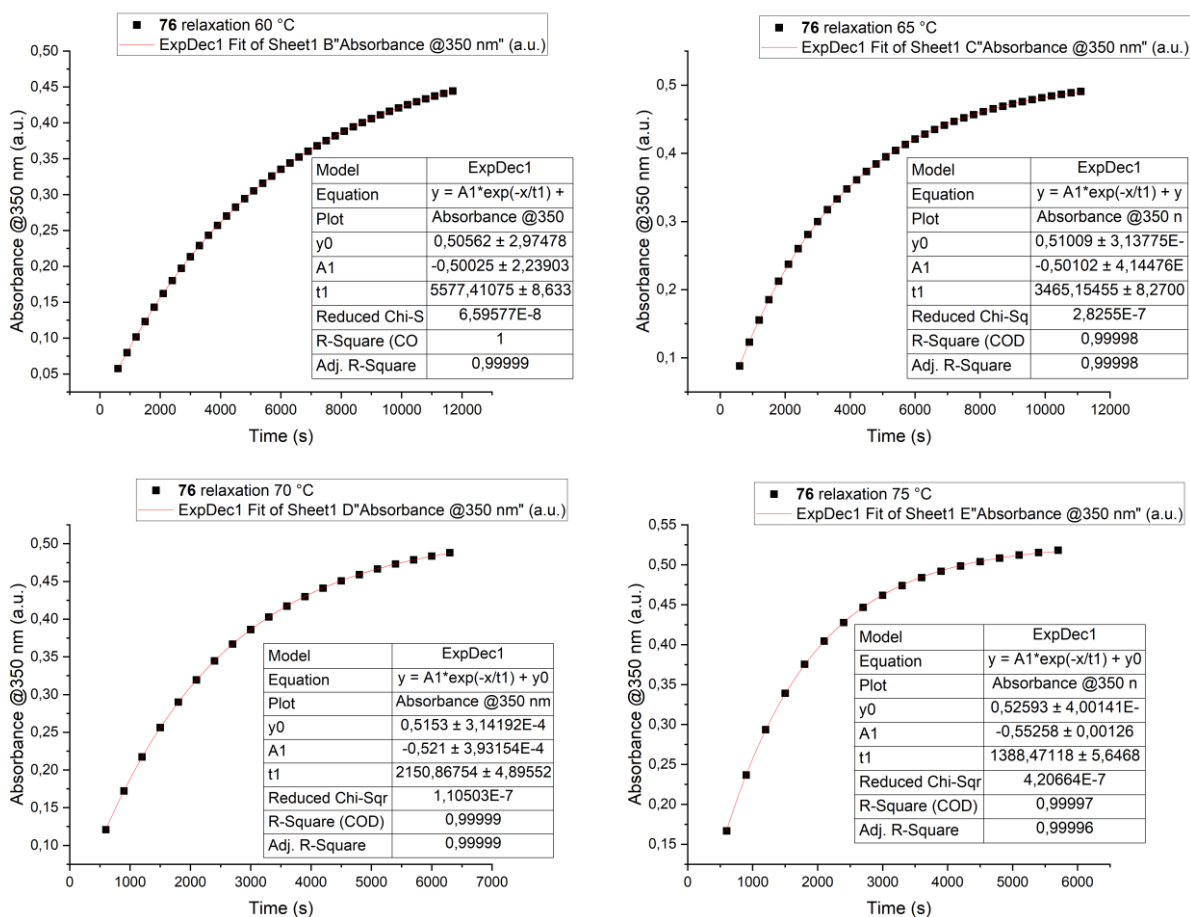 76 relaxation 60 °C
ExpDec1 Fit of Sheet1 B"Absorbance @350 nm" (a.u.)
Absorbance @350 nm (a.u.)
0,50
0,45
0,40
0,35
0,30
0,25
0,20
0,15
0,10
0,05
Model ExpDec1
Equation y = A1*exp(-x/t1) +
Plot Absorbance @350
y0 0,50562 ± 2,97478
A1 -0,50025 ± 2,23903
t1 5577,41075 ± 8,633
Reduced Chi-S 6,59577E-8
R-Square (CO 1
Adj. R-Square 0,99999
0 2000 4000 6000 8000 10000 12000
Time (s)
76 relaxation 65 °C
ExpDec1 Fit of Sheet1 C"Absorbance @350 nm" (a.u.)
Absorbance @350 nm (a.u.)
0,5
0,4
0,3
0,2
0,1
Model ExpDec1
Equation y = A1*exp(-x/t1) + y
Plot Absorbance @350 n
y0 0,51009 ± 3,13775E-
A1 -0,50102 ± 4,14476E
t1 3465,15455 ± 8,2700
Reduced Chi-Sq 2,8255E-7
R-Square (COD 0,99998
Adj. R-Square 0,99998
0 2000 4000 6000 8000 10000 12000
Time (s)
76 relaxation 70 °C
ExpDec1 Fit of Sheet1 D"Absorbance @350 nm" (a.u.)
Absorbance @350 nm (a.u.)
0,50
0,45
0,40
0,35
0,30
0,25
0,20
0,15
0,10
Model ExpDec1
Equation y = A1*exp(-x/t1) + y0
Plot Absorbance @350 nm
y0 0,5153 ± 3,14192E-4
A1 -0,521 ± 3,93154E-4
t1 2150,86754 ± 4,89552
Reduced Chi-Sqr 1,10503E-7
R-Square (COD) 0,99999
Adj. R-Square 0,99999
0 1000 2000 3000 4000 5000 6000 7000
Time (s)
76 relaxation 75 °C
ExpDec1 Fit of Sheet1 E"Absorbance @350 nm" (a.u.)
Absorbance @350 nm (a.u.)
0,55
0,50
0,45
0,40
0,35
0,30
0,25
0,20
0,15
Model ExpDec1
Equation y = A1*exp(-x/t1) + y0
Plot Absorbance @350 n
y0 0,52593 ± 4,00141E-
A1 -0,55258 ± 0,00126
t1 1388,47118 ± 5,6468
Reduced Chi-Sqr 4,20664E-7
R-Square (COD) 0,99997
Adj. R-Square 0,99996
0 1000 2000 3000 4000 5000 6000
Time (s)